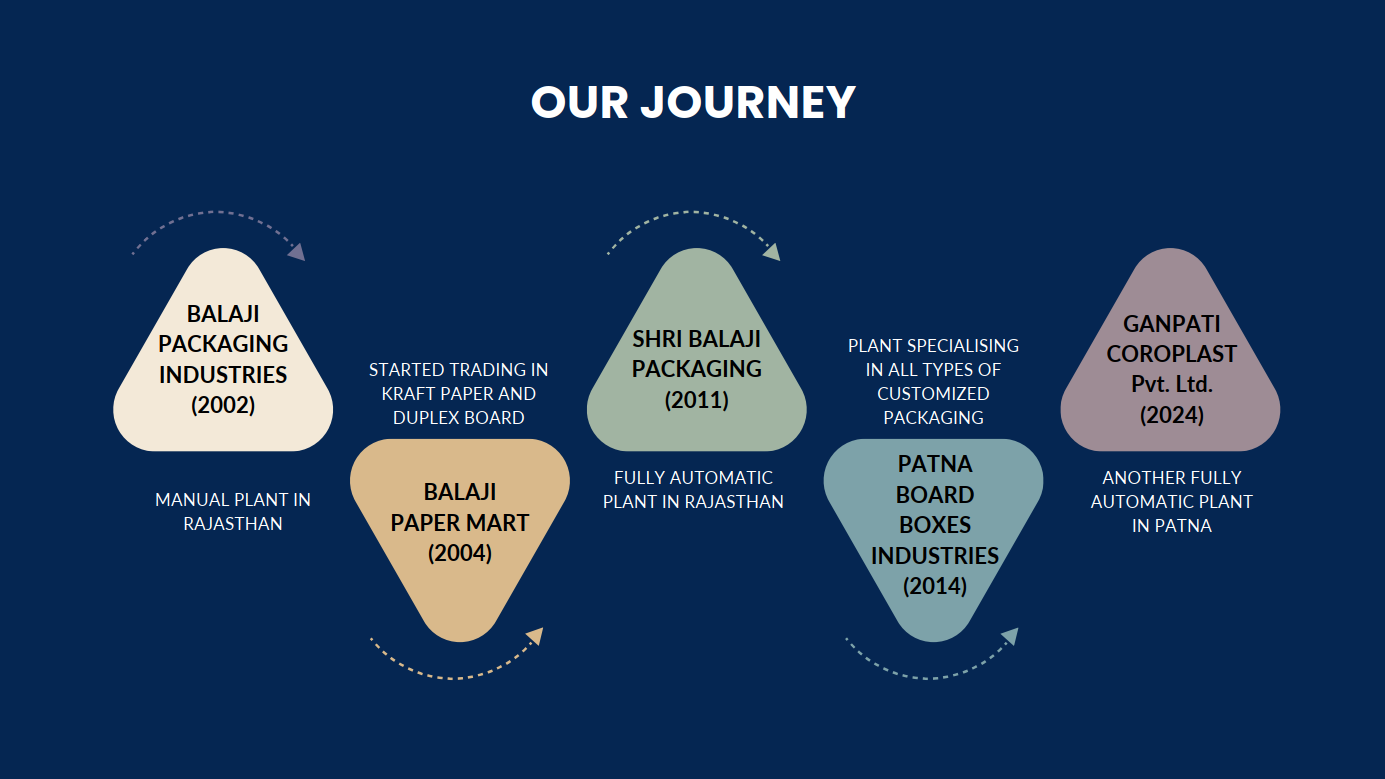 OUR JOURNEY
BALAJI
PACKAGING
INDUSTRIES
(2002)
MANUAL PLANT IN
RAJASTHAN
STARTED TRADING IN
KRAFT PAPER AND
DUPLEX BOARD
BALAJI
PAPER MART
(2004)
SHRI BALAJI
PACKAGING
(2011)
FULLY AUTOMATIC
PLANT IN RAJASTHAN
PLANT SPECIALISING
IN ALL TYPES OF
CUSTOMIZED
PACKAGING
PATNA
BOARD
BOXES
INDUSTRIES
(2014)
GANPATI
COROPLAST
Pvt. Ltd.
(2024)
ANOTHER FULLY
AUTOMATIC PLANT
IN PATNA